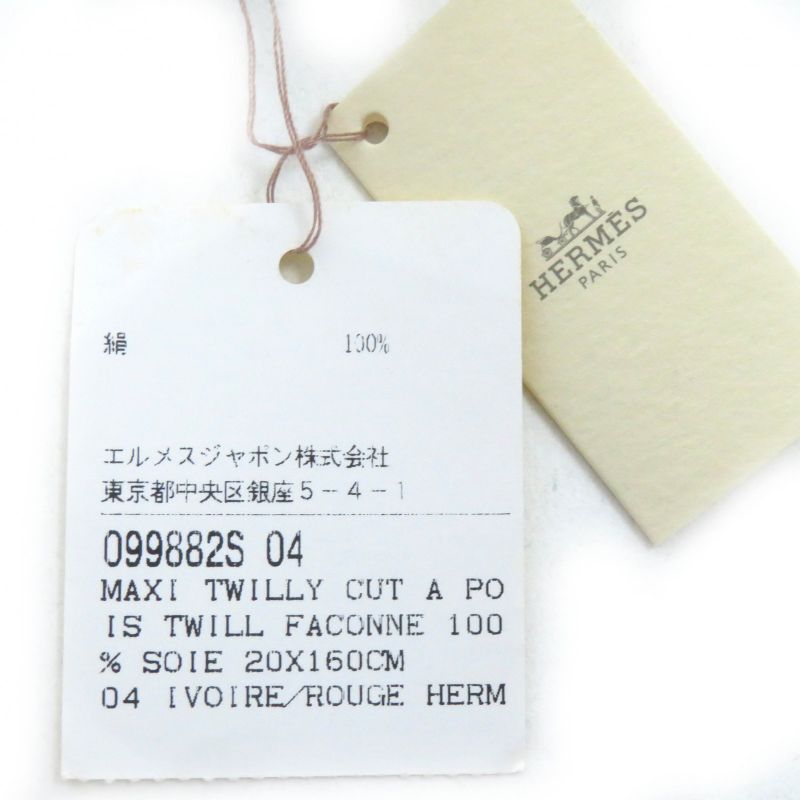 HERMÈS
PARIS
絹 100%
エルメスジャポン株式会社
東京都中央区銀座5-4-1
099882S 04
MAXI TWILLY CUT A PO
IS TWILL FACONNE 100
% SOIE 20X160CM
04 IVOIRE/ROUGE HERM